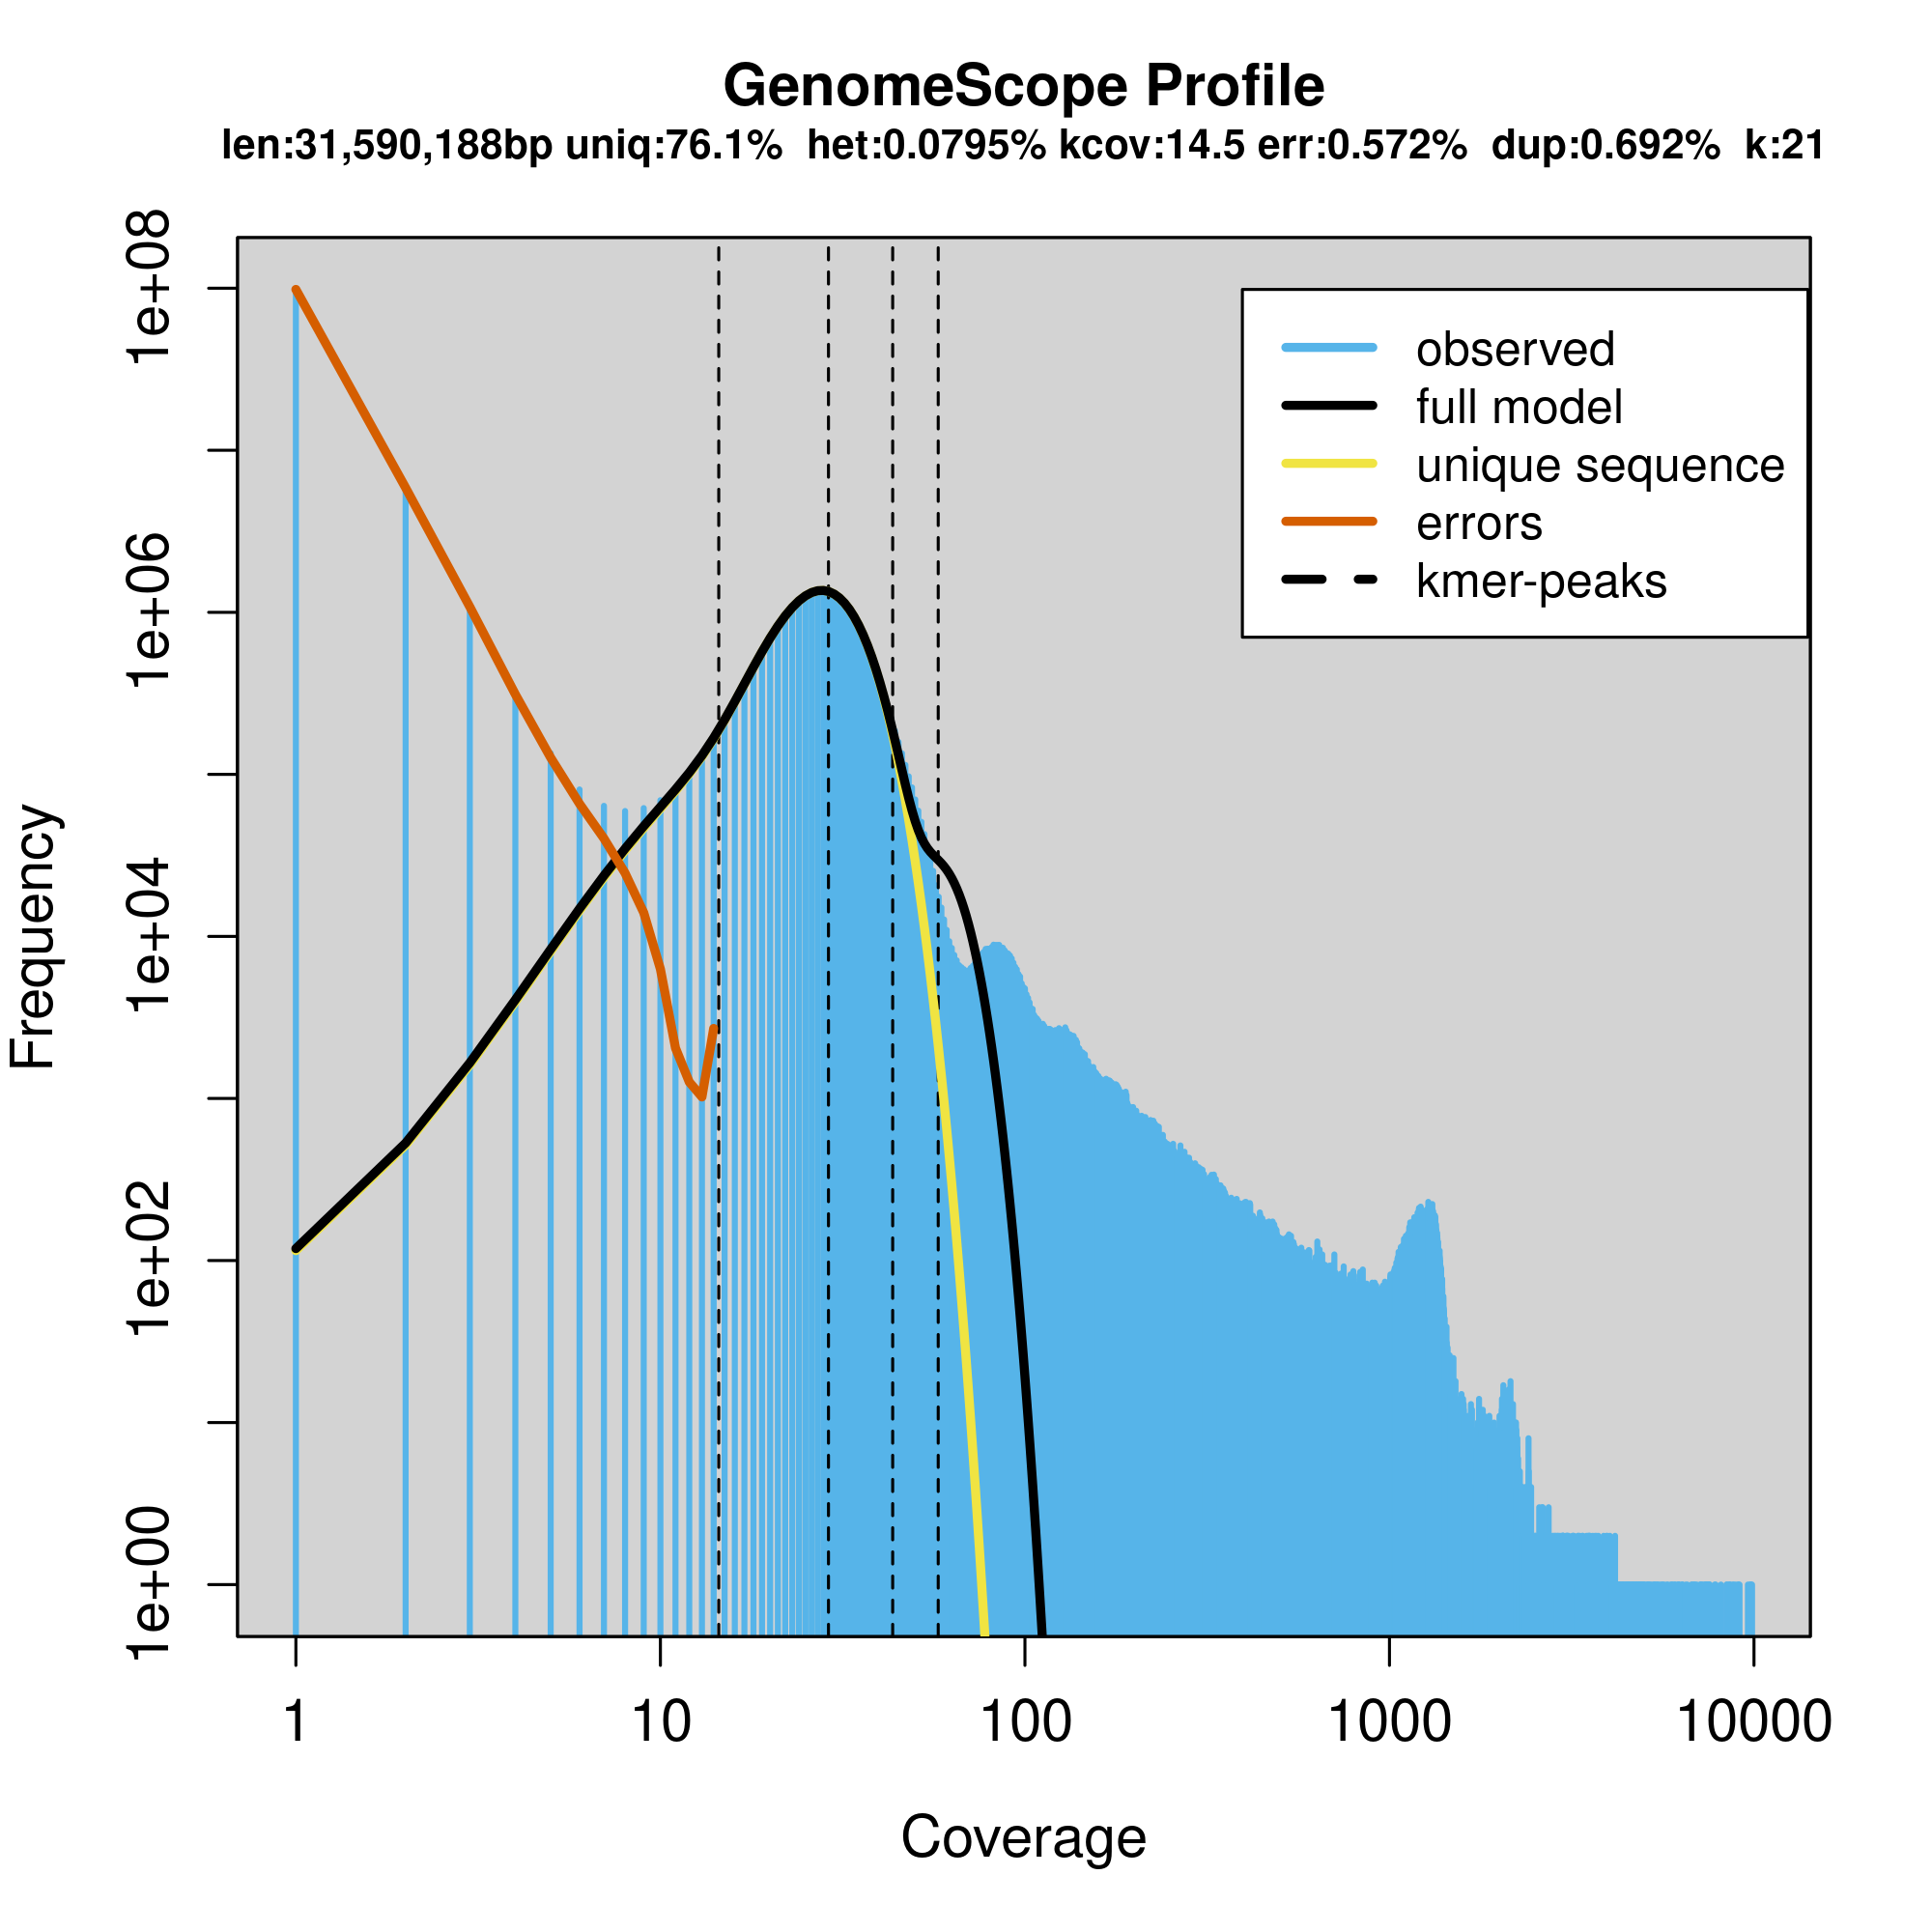 GenomeScope Profile
len:31,590,188bp uniq:76.1% het:0.0795% kcov:14.5 err:0.572% dup:0.692% k:21
1e+08
1e+06
1e+04
1e+02
1e+00
Frequency
observed
full model
unique sequence
errors
kmer-peaks
1 10 100 1000 10000
Coverage